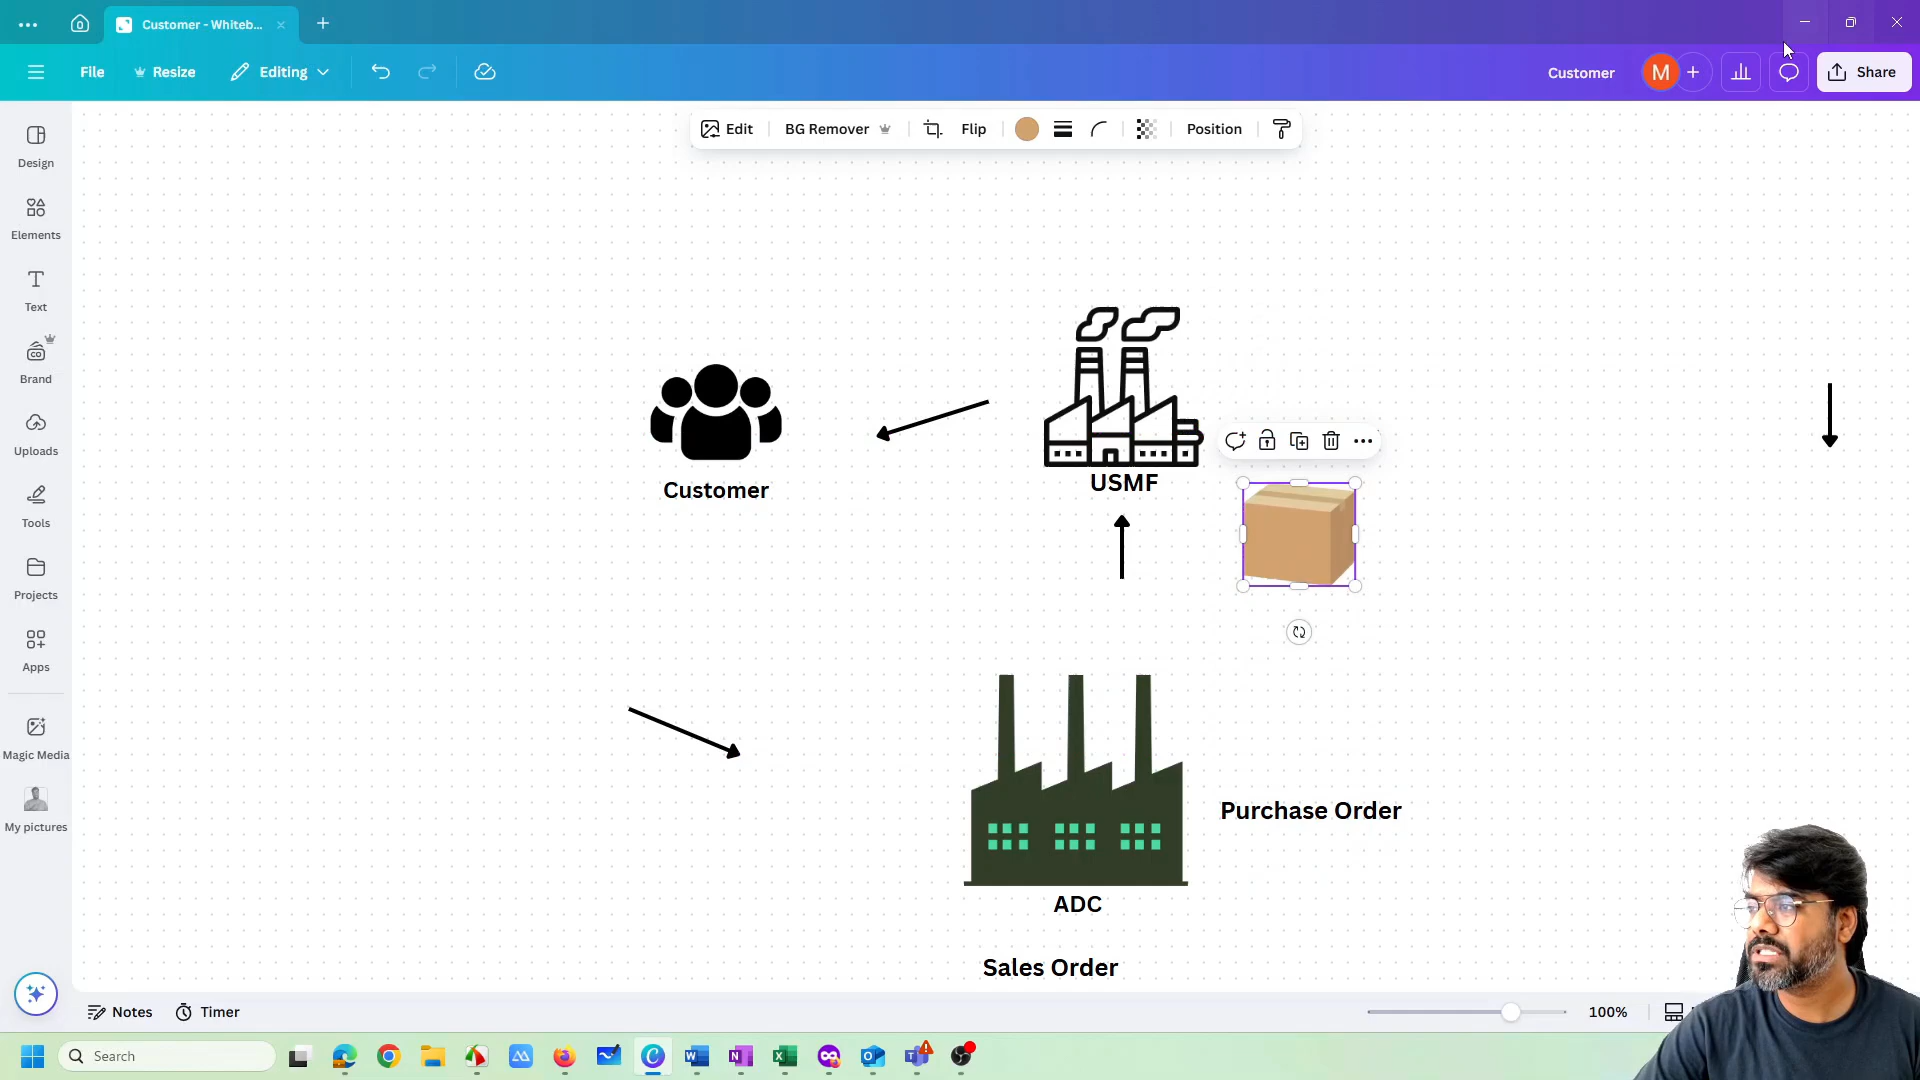 Customer - Whiteb...
File
Resize
Editing
Customer
M
Share
Edit
BG Remover
Flip
Position
Design
Elements
Text
Brand
Uploads
Tools
Projects
Apps
Magic Media
My pictures
Customer
USMF
Purchase Order
ADC
Sales Order
Notes
Timer
100%
Search